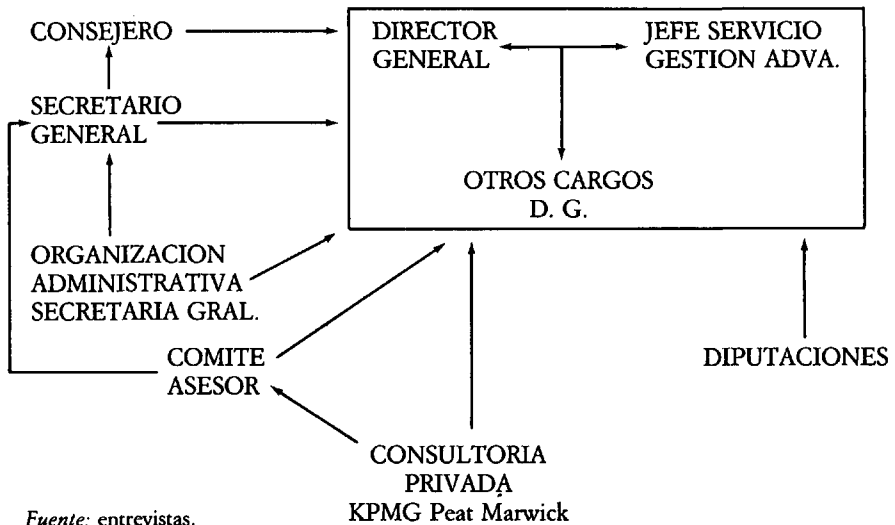 CONSEJERO
DIRECTOR
GENERAL
JEFE SERVICIO
GESTION ADVA.
SECRETARIO
GENERAL
OTROS CARGOS
D. G.
ORGANIZACION
ADMINISTRATIVA
SECRETARIA GRAL.
COMITE
ASESOR
DIPUTACIONES
CONSULTORIA
PRIVADA
KPMG Peat Marwick
Fuente: entrevistas.